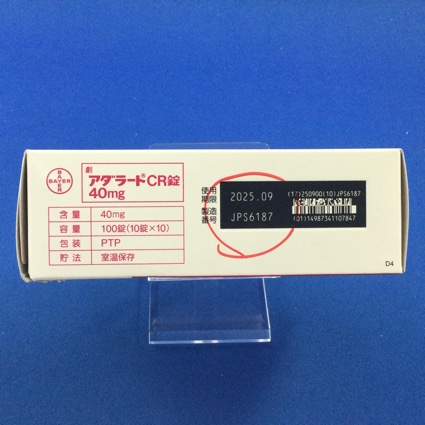 BAYER
BAYER
劇
アダラート®CR錠
40mg
含量 40mg
容量 100錠(10錠×10)
包装 PTP
貯法 室温保存
使用期限 2025.09
製造番号 JPS6187
(17)250900(10)JPS6187
(01)14987341107847
D4